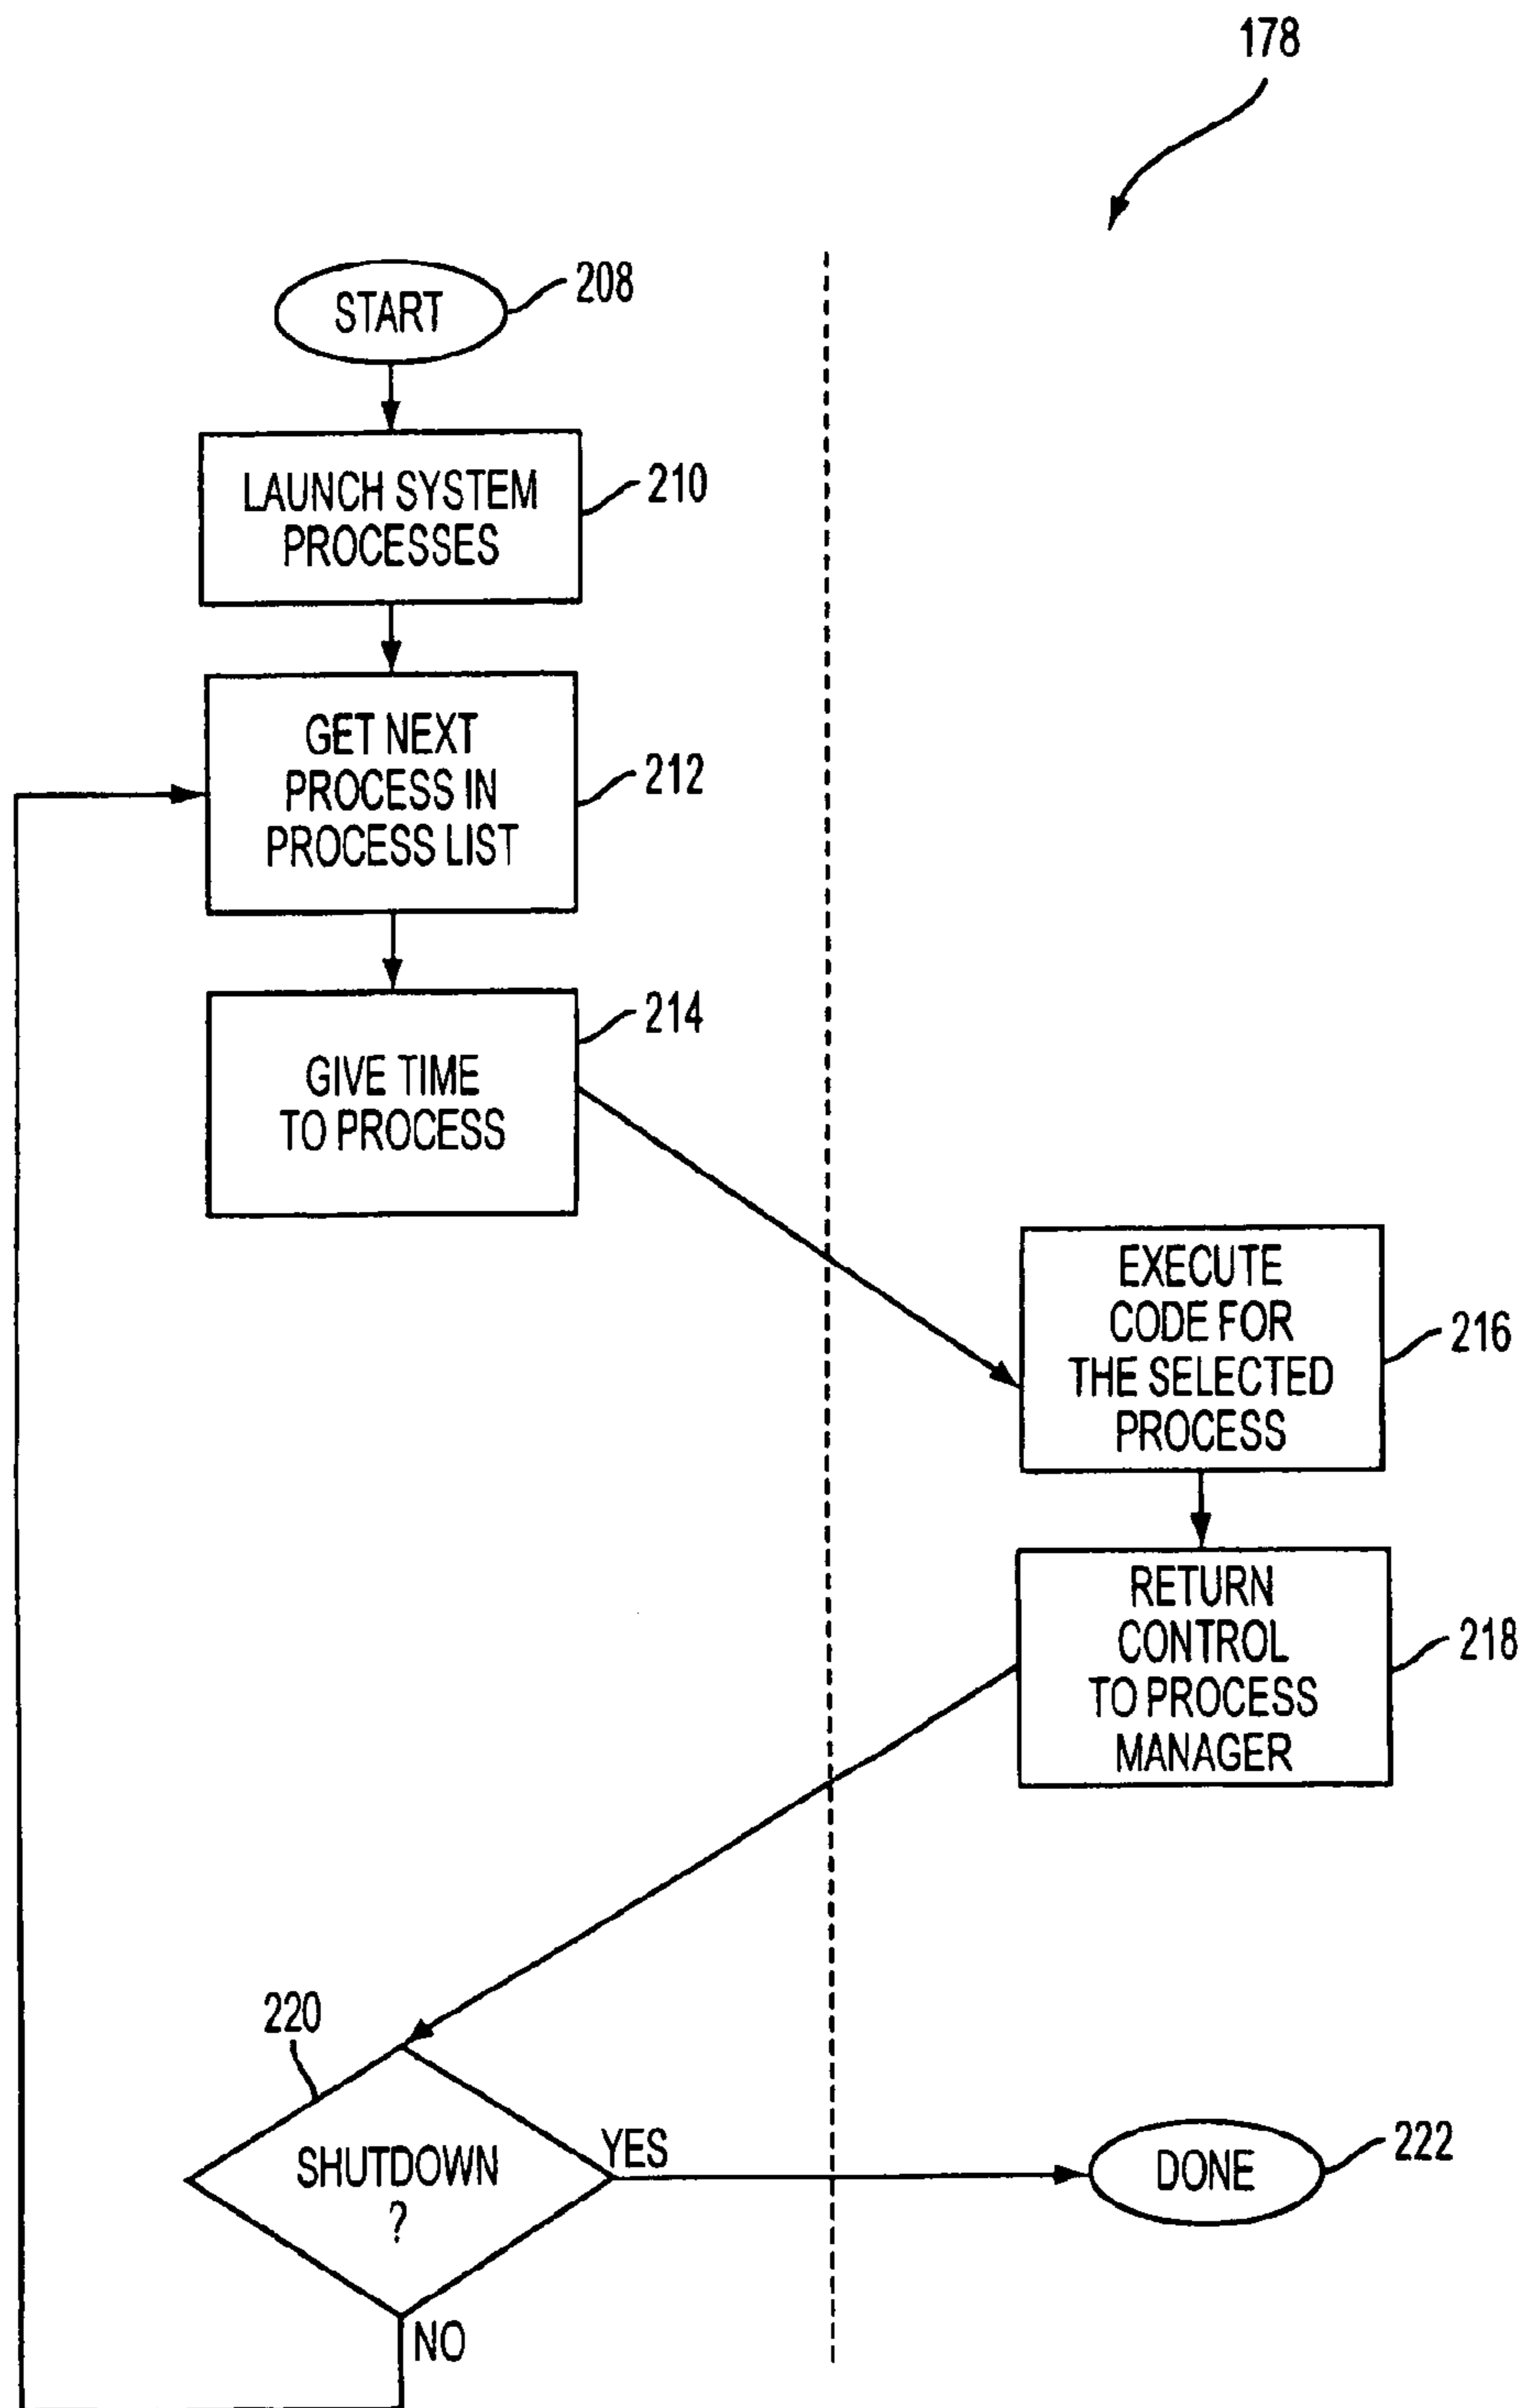 178
START
208
LAUNCH SYSTEM
PROCESSES
210
GET NEXT
PROCESS IN
PROCESS LIST
212
GIVE TIME
TO PROCESS
214
EXECUTE
CODE FOR
THE SELECTED
PROCESS
216
RETURN
CONTROL
TO PROCESS
MANAGER
218
220
SHUTDOWN
?
YES
NO
DONE
222